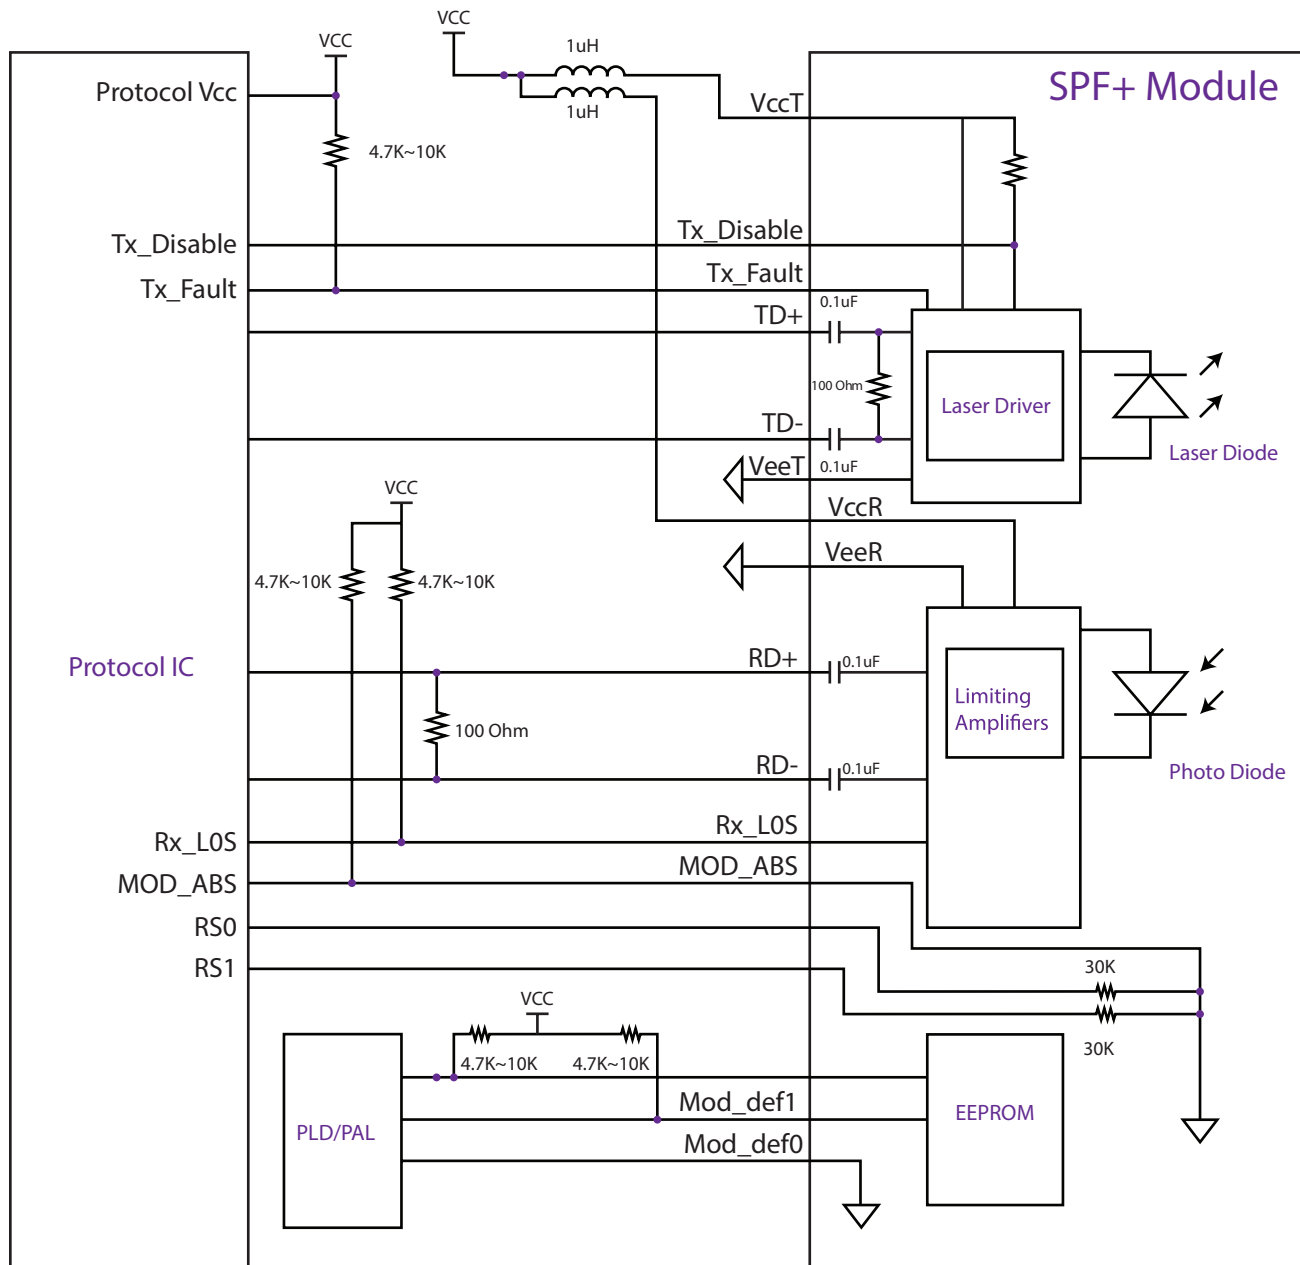 VCC
1uH
VCC
SPF+ Module
Protocol Vcc
VccT
1uH
4.7K~10K
Tx_Disable
Tx_Disable
Tx_Fault
Tx_Fault
0.1uF
TD+
100 Ohm
Laser Driver
TD-
Laser Diode
VeeT
0.1uF
VCC
VccR
VeeR
4.7K~10K
4.7K~10K
Protocol IC
RD+
0.1uF
Limiting
Amplifiers
100 Ohm
RD-
0.1uF
Photo Diode
Rx_L0S
Rx_L0S
MOD_ABS
MOD_ABS
RS0
RS1
30K
VCC
30K
4.7K~10K
4.7K~10K
Mod_def1
EEPROM
PLD/PAL
Mod_def0